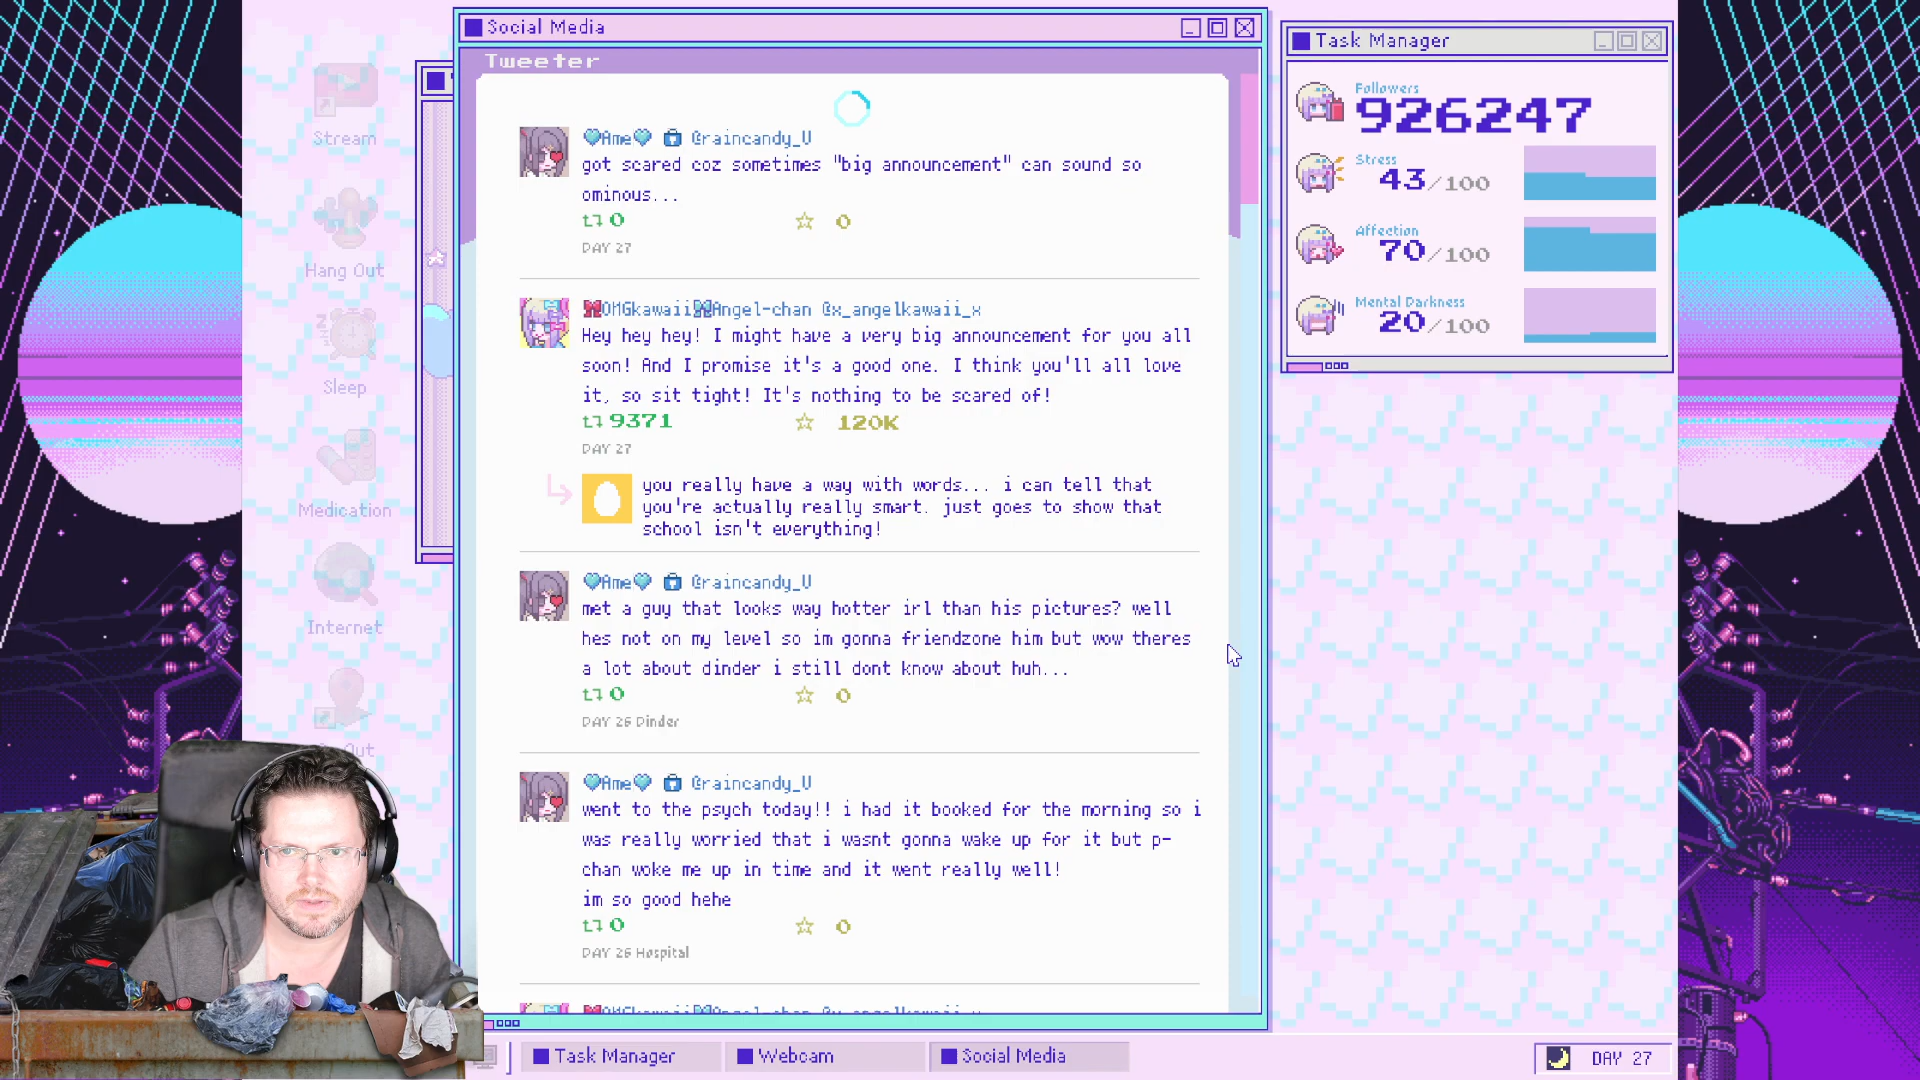 Social Media
Tweeter
Ame @raincandy_U
got scared coz sometimes "big announcement" can sound so
ominous...
0 0
DAY 27
OMGkawaii Angel-chan @x_angelkawaii_x
Hey hey hey! I might have a very big announcement for you all
soon! And I promise it's a good one. I think you'll all love
it, so sit tight! It's nothing to be scared of!
9371 120K
DAY 27
you really have a way with words... i can tell that
you're actually really smart. just goes to show that
school isn't everything!
Ame @raincandy_U
met a guy that looks way hotter irl than his pictures? well
hes not on my level so im gonna friendzone him but wow theres
a lot about dinder i still dont know about huh...
0 0
DAY 26 Dinder
Ame @raincandy_U
went to the psych today!! i had it booked for the morning so i
was really worried that i wasnt gonna wake up for it but p-
chan woke me up in time and it went really well!
im so good hehe
0 0
DAY 26 Hospital
OMGkawaii Angel-chan @x_angelkawaii_x
Task Manager
Followers
926247
Stress
43/100
Affection
70/100
Mental Darkness
20/100
Stream
Hang Out
Sleep
Medication
Internet
Out
Task Manager
Webcam
Social Media
DAY 27